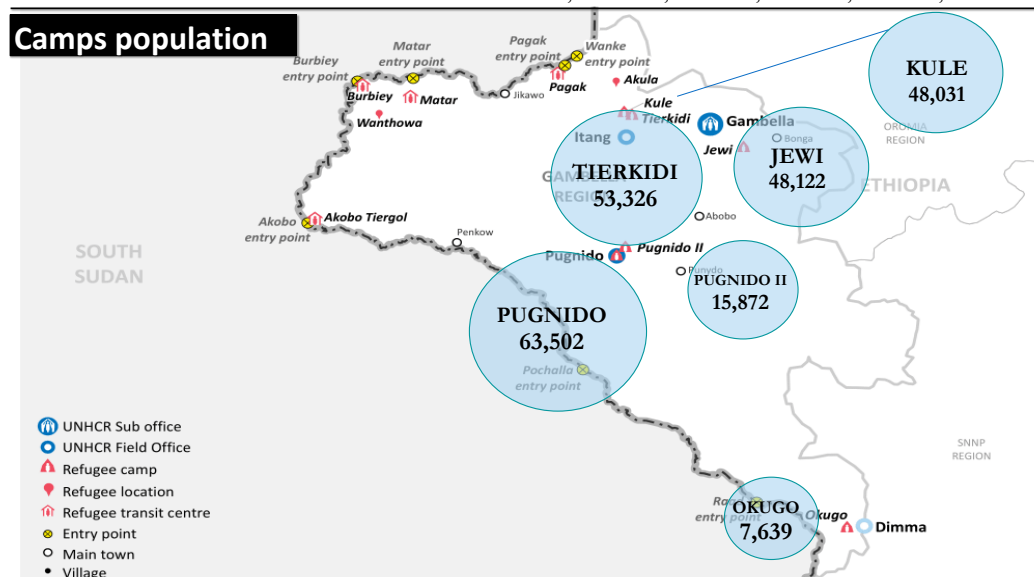 Camps population
Burbiey
entry point
Matar
entry point
Pagak
entry point
Wanke
entry point
Burbiey
Matar
Wanthowa
Jikawo
Pagak
Akula
Kule
Tierkidi
KULE
48,031
Itang
Gambella
Jewi
Bonga
OROMIA
REGION
JEWI
48,122
ETHIOPIA
TIERKIDI
53,326
Akobo
entry point
Akobo Tiergol
Penkow
Abobo
SOUTH
SUDAN
Pugnido
Pugnido II
Punydo
PUGNIDO II
15,872
PUGNIDO
63,502
Pochalla
entry point
SNNP
REGION
entry point
OKUGO
7,639
Okugo
Dimma
UNHCR Sub office
UNHCR Field Office
Refugee camp
Refugee location
Refugee transit centre
Entry point
Main town
Village